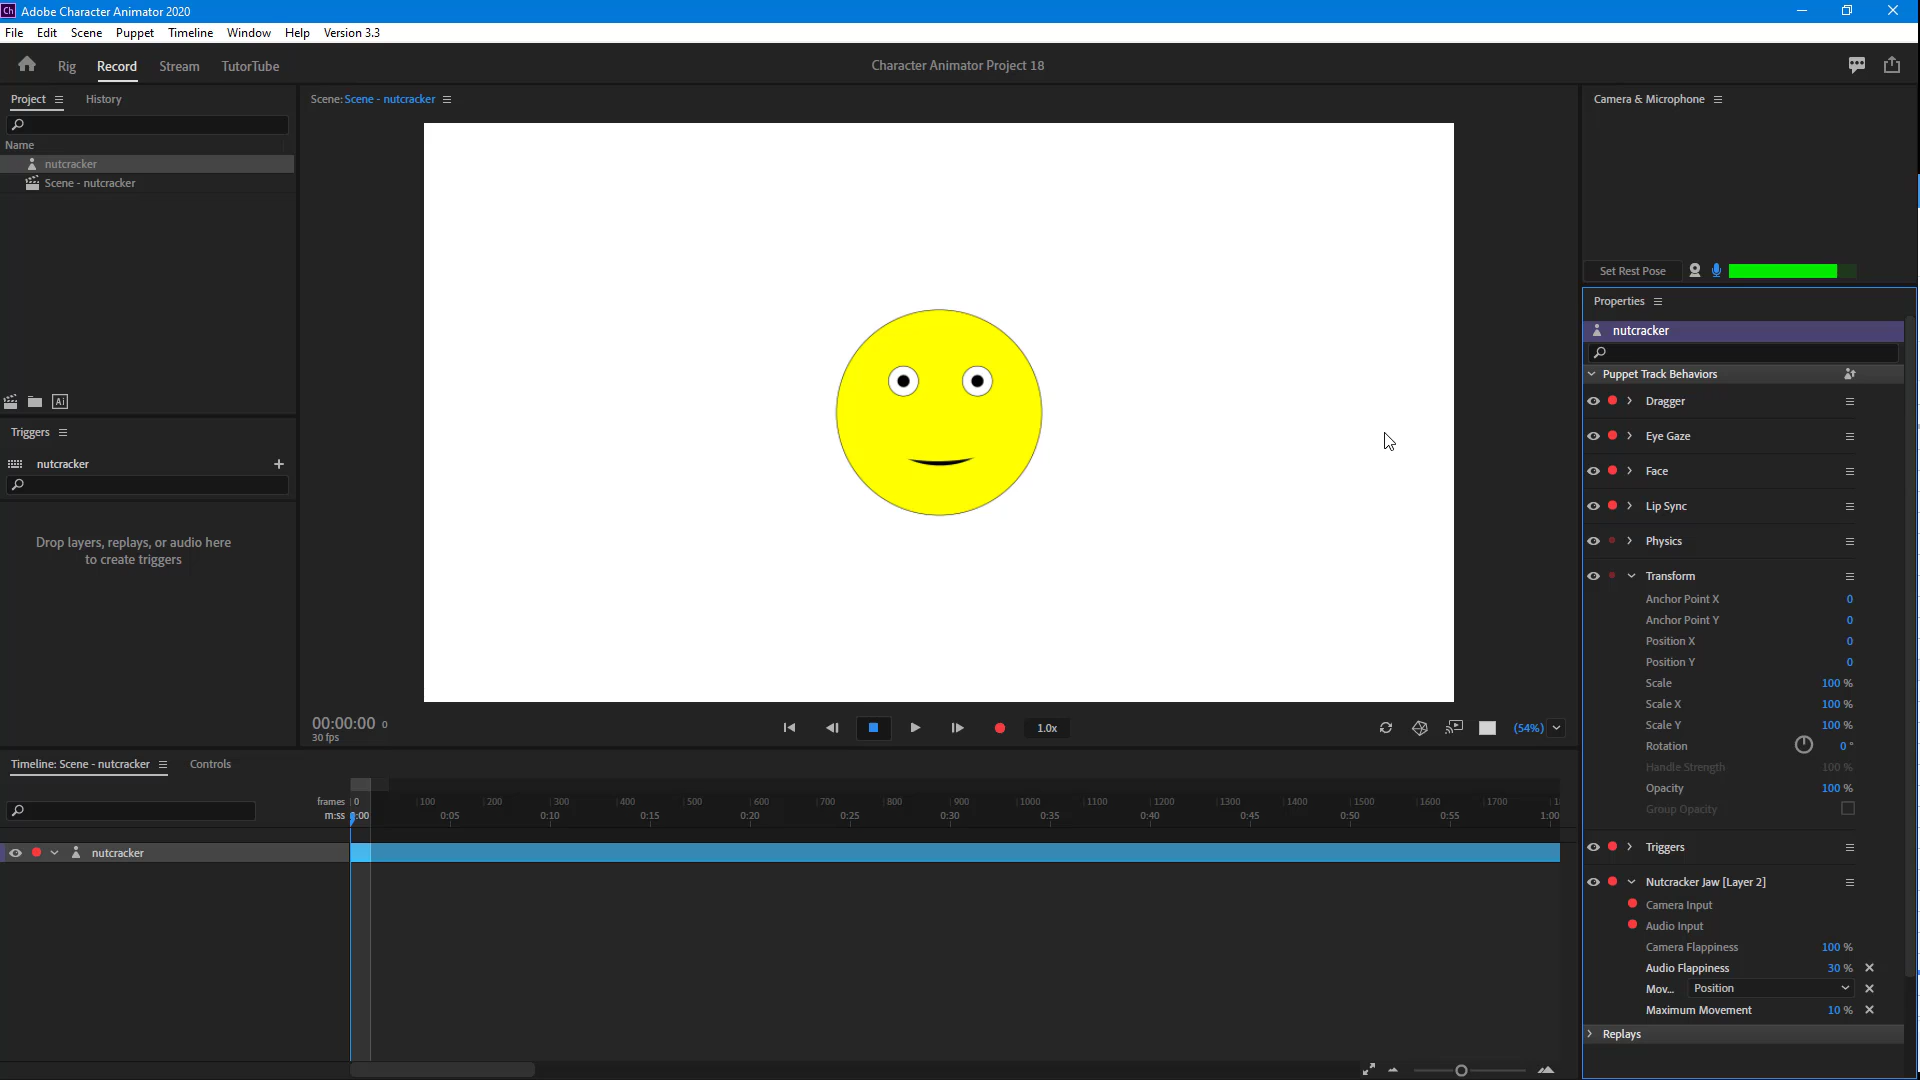 Ch Adobe Character Animator 2020
File Edit Scene Puppet Timeline Window Help Version 3.3
Rig Record Stream TutorTube Character Animator Project 18
Project History
Scene: Scene - nutcracker
Camera & Microphone
Name
nutcracker
Scene - nutcracker
Ai
Triggers
nutcracker +
Drop layers, replays, or audio here
to create triggers
Set Rest Pose
Properties
nutcracker
Puppet Track Behaviors
Dragger
Eye Gaze
Face
Lip Sync
Physics
Transform
Anchor Point X 0
Anchor Point Y 0
Position X 0
Position Y 0
Scale 100 %
Scale X 100 %
Scale Y 100 %
Rotation 0 °
Handle Strength 100 %
Opacity 100 %
Group Opacity
Triggers
Nutcracker Jaw [Layer 2]
Camera Input
Audio Input
Camera Flappiness 100 %
Audio Flappiness 30 %
Mov... Position
Maximum Movement 10 %
Replays
00:00:00 0
30 fps
1.0x
(54%)
Timeline: Scene - nutcracker Controls
frames 0 100 200 300 400 500 600 700 800 900 1000 1100 1200 1300 1400 1500 1600 1700
m:ss 0:00 0:05 0:10 0:15 0:20 0:25 0:30 0:35 0:40 0:45 0:50 0:55 1:00
nutcracker